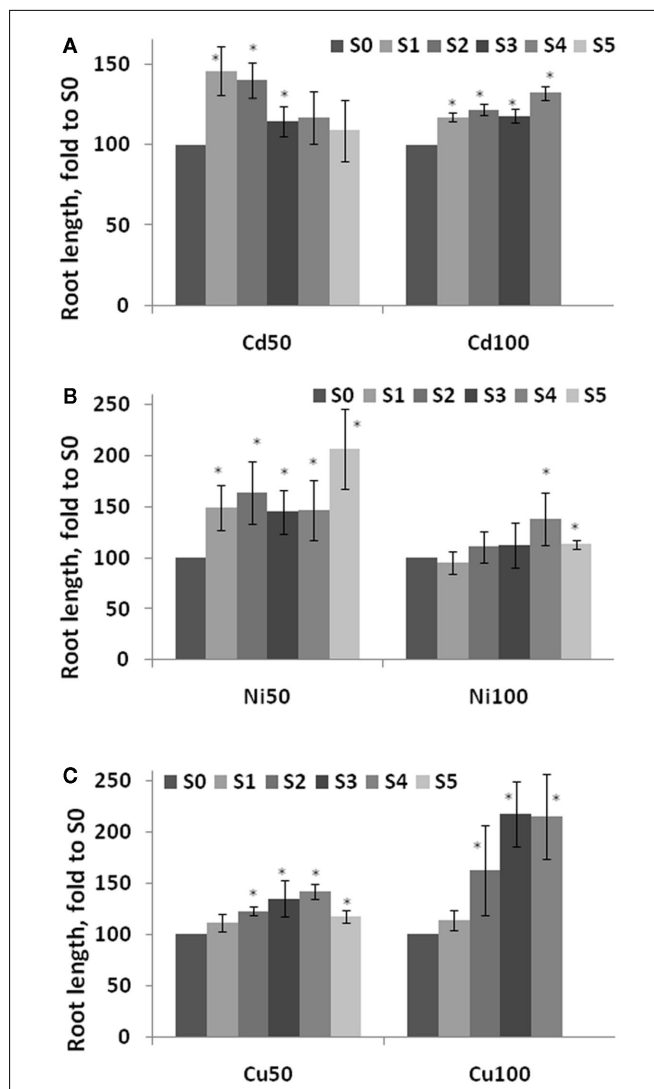 A
S0 S1 S2 S3 S4 S5
Root length, fold to S0
150
100
50
0
* * * * * * *
Cd50 Cd100
B
S0 S1 S2 S3 S4 S5
Root length, fold to S0
250
200
150
100
50
0
* * * * * * *
Ni50 Ni100
C
S0 S1 S2 S3 S4 S5
Root length, fold to S0
250
200
150
100
50
0
* * * * * * *
Cu50 Cu100